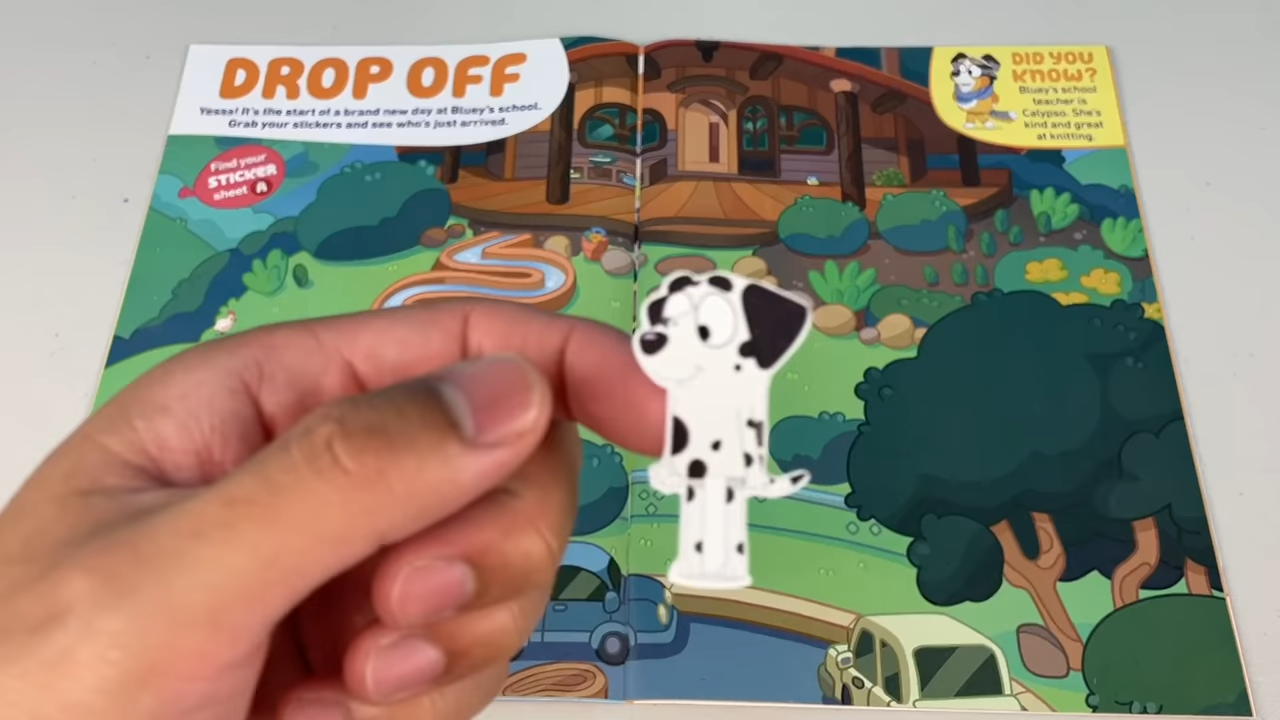 DROP OFF
Yesss! It's the start of a brand new day at Bluey's school.
Grab your stickers and see who's just arrived.
Find your
STICKER
sheet
DID YOU
KNOW?
Bluey's school
teacher is
Calypso. She's
kind and great
at knitting.